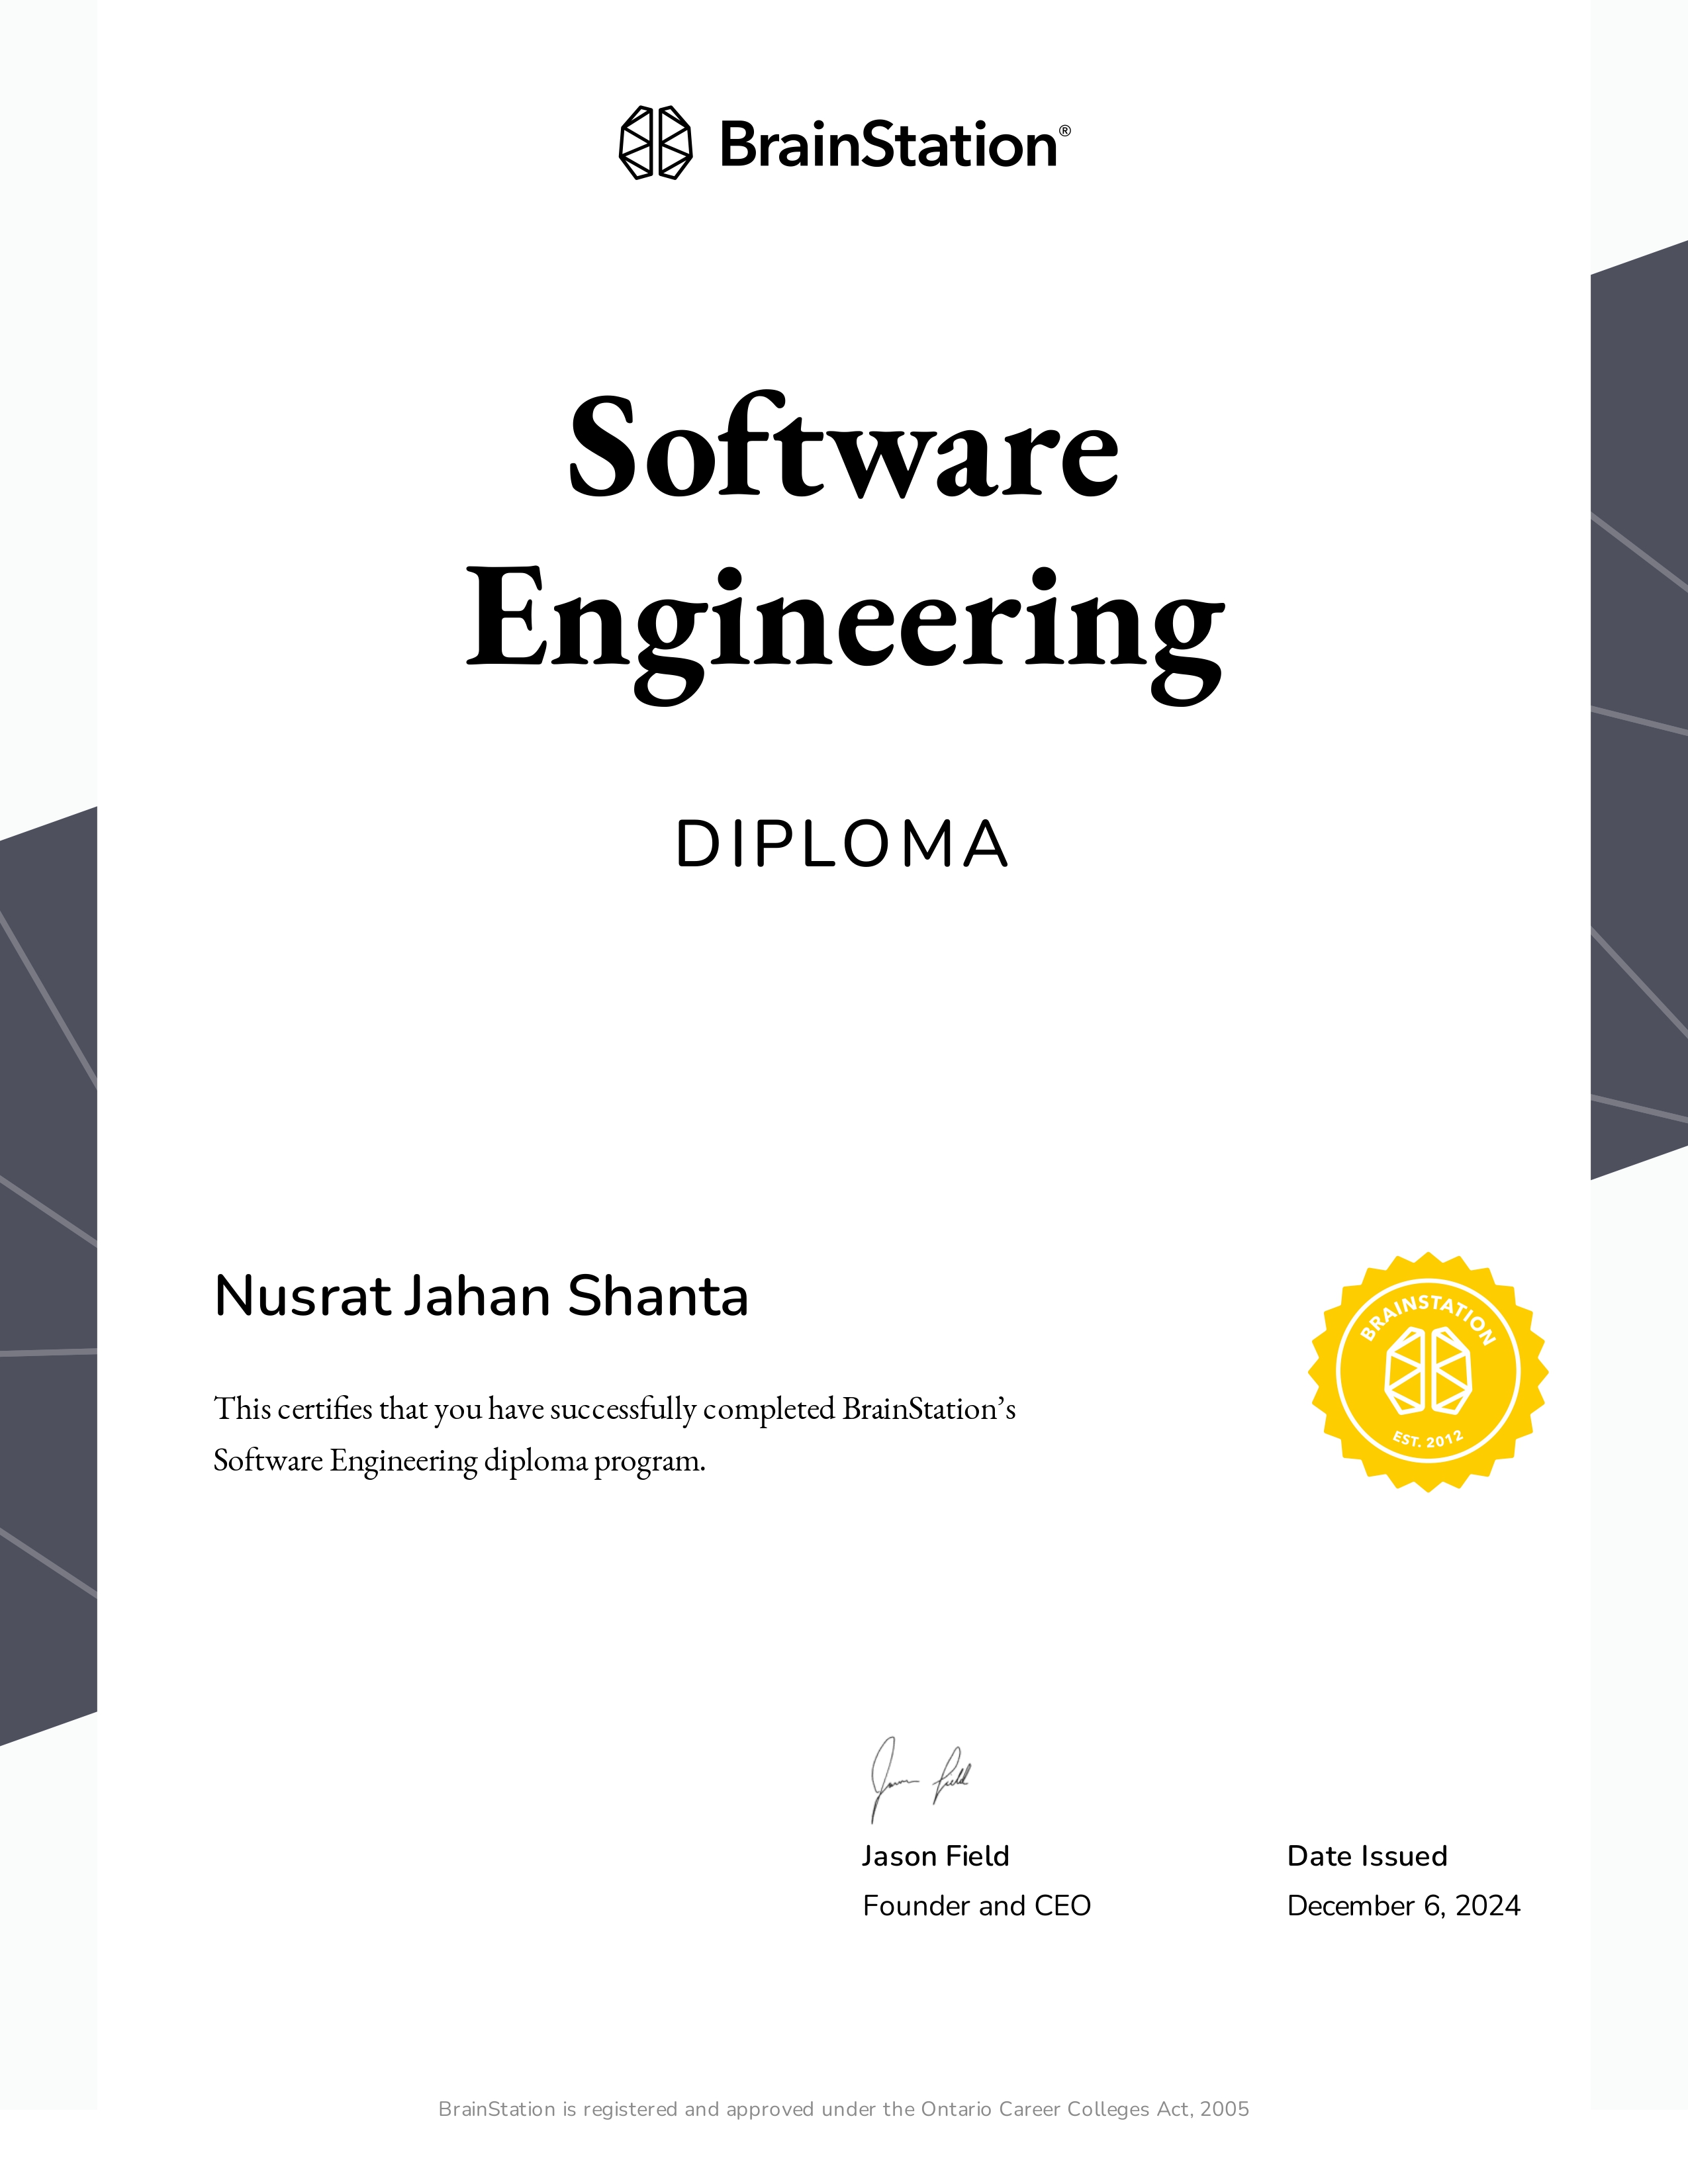 BrainStation®
Software
Engineering
DIPLOMA
Nusrat Jahan Shanta
This certifies that you have successfully completed BrainStation’s
Software Engineering diploma program.
BRAINSTATION
EST. 2012
Jason Field
Jason Field
Founder and CEO
Date Issued
December 6, 2024
BrainStation is registered and approved under the Ontario Career Colleges Act, 2005